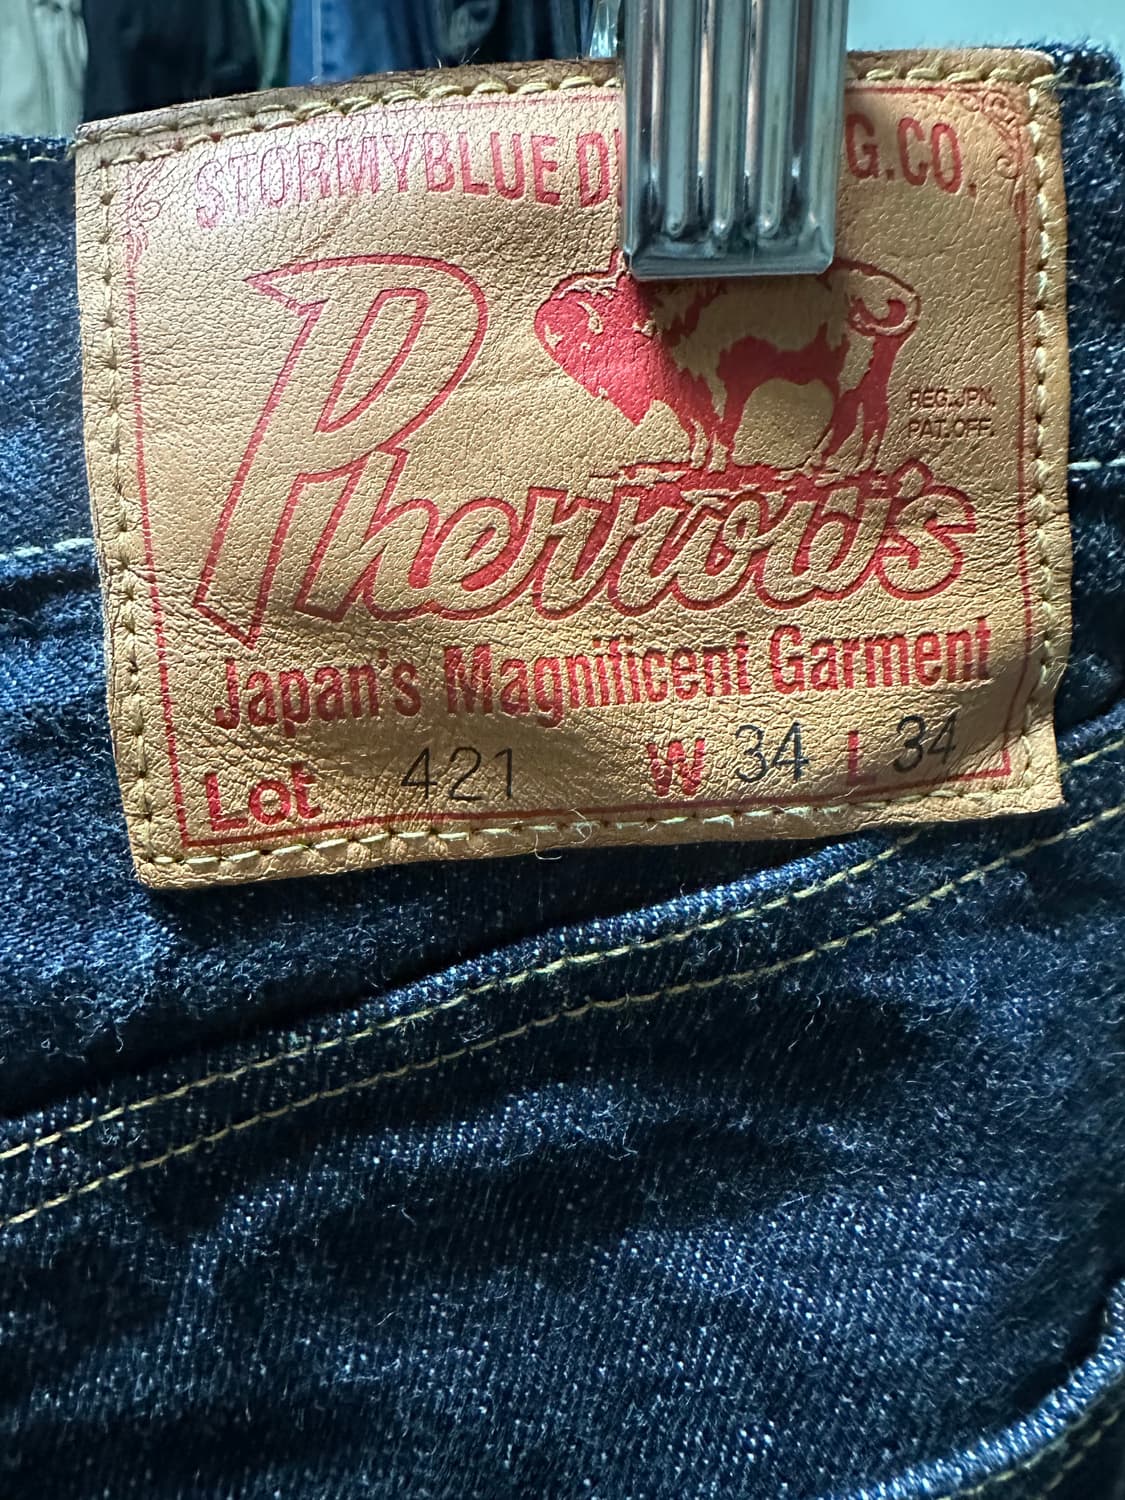 STORMYBLUE G.CO.
REG.JPN.
PAT.OFF.
Pherrow's
Japan's Magnificent Garment
Lot 421 W 34 L 34